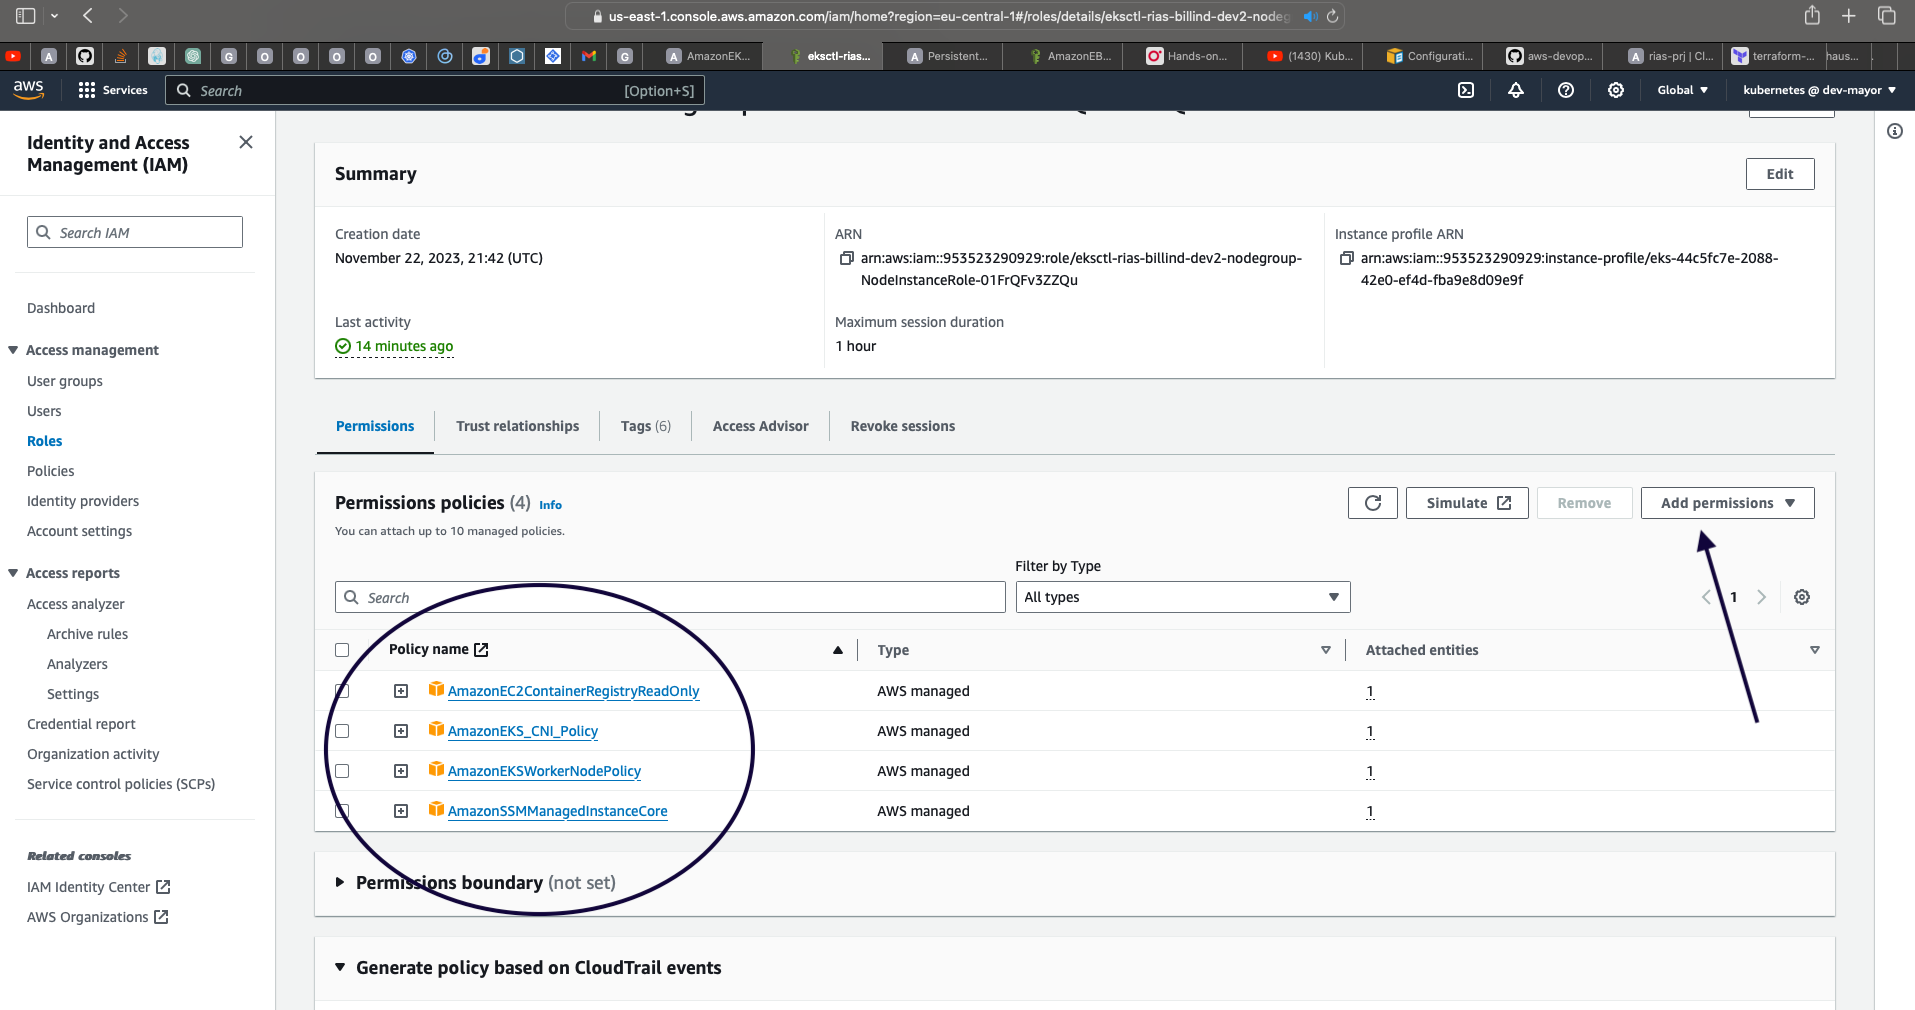 us-east-1.console.aws.amazon.com/iam/home?region=eu-central-1#/roles/details/eksctl-rias-billind-dev2-nodeg
AmazonEK...
eksctl-rias...
Persistent...
AmazonEB...
Hands-on...
(1430) Kub...
Configurati...
aws-devop...
rias-prj | Cl...
terraform-...
haus...
aws
Services
Search
[Option+S]
Global
kubernetes @ dev-mayor
Identity and Access Management (IAM)
Search IAM
Dashboard
Access management
User groups
Users
Roles
Policies
Identity providers
Account settings
Access reports
Access analyzer
Archive rules
Analyzers
Settings
Credential report
Organization activity
Service control policies (SCPs)
Related consoles
IAM Identity Center
AWS Organizations
Summary
Edit
Creation date
November 22, 2023, 21:42 (UTC)
ARN
arn:aws:iam::953523290929:role/eksctl-rias-billind-dev2-nodegroup-
NodeInstanceRole-01FrQFv3ZZQu
Instance profile ARN
arn:aws:iam::953523290929:instance-profile/eks-44c5fc7e-2088-
42e0-ef4d-fba9e8d09e9f
Last activity
14 minutes ago
Maximum session duration
1 hour
Permissions
Trust relationships
Tags (6)
Access Advisor
Revoke sessions
Permissions policies (4) Info
You can attach up to 10 managed policies.
Simulate
Remove
Add permissions
Filter by Type
Search
All types
1
Policy name
Type
Attached entities
AmazonEC2ContainerRegistryReadOnly
AWS managed
1
AmazonEKS_CNI_Policy
AWS managed
1
AmazonEKSWorkerNodePolicy
AWS managed
1
AmazonSSMManagedInstanceCore
AWS managed
1
Permissions boundary (not set)
Generate policy based on CloudTrail events